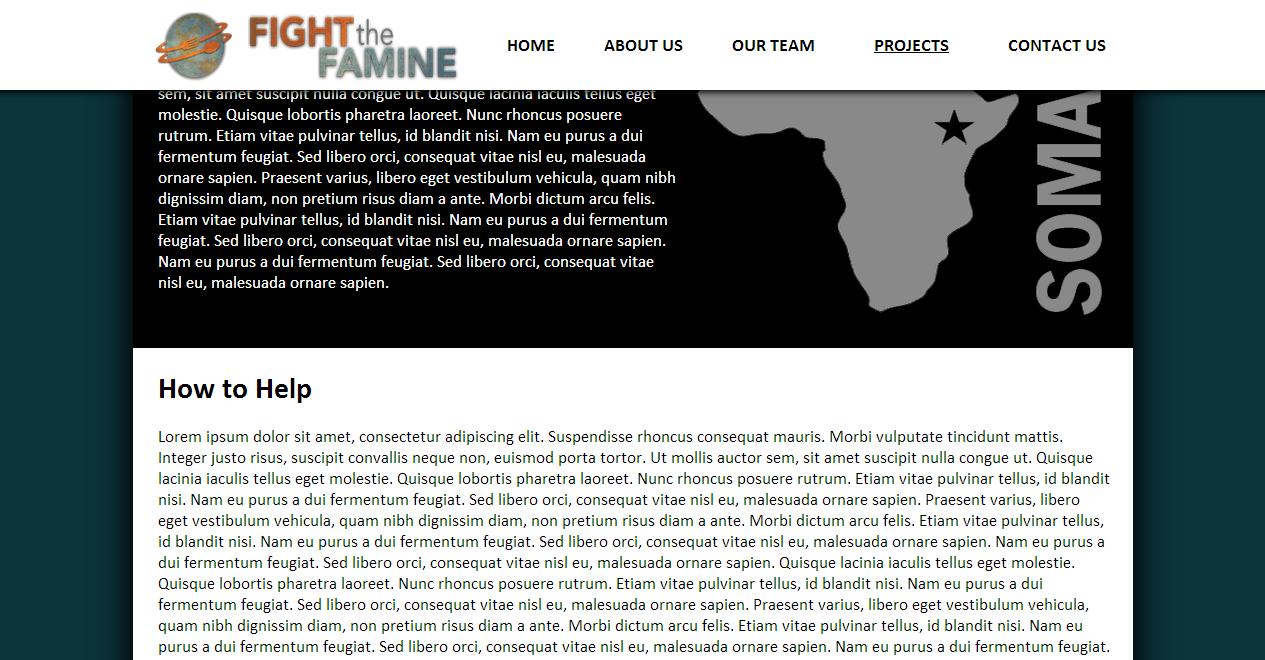 FIGHT the
FAMINE
HOME ABOUT US OUR TEAM PROJECTS CONTACT US
sem, sit amet suscipit nulla congue ut. Quisque lacinia iaculis tellus eget
molestie. Quisque lobortis pharetra laoreet. Nunc rhoncus posuere
rutrum. Etiam vitae pulvinar tellus, id blandit nisi. Nam eu purus a dui
fermentum feugiat. Sed libero orci, consequat vitae nisl eu, malesuada
ornare sapien. Praesent varius, libero eget vestibulum vehicula, quam nibh
dignissim diam, non pretium risus diam a ante. Morbi dictum arcu felis.
Etiam vitae pulvinar tellus, id blandit nisi. Nam eu purus a dui fermentum
feugiat. Sed libero orci, consequat vitae nisl eu, malesuada ornare sapien.
Nam eu purus a dui fermentum feugiat. Sed libero orci, consequat vitae
nisl eu, malesuada ornare sapien.
SOMA
How to Help
Lorem ipsum dolor sit amet, consectetur adipiscing elit. Suspendisse rhoncus consequat mauris. Morbi vulputate tincidunt mattis.
Integer justo risus, suscipit convallis neque non, euismod porta tortor. Ut mollis auctor sem, sit amet suscipit nulla congue ut. Quisque
lacinia iaculis tellus eget molestie. Quisque lobortis pharetra laoreet. Nunc rhoncus posuere rutrum. Etiam vitae pulvinar tellus, id blandit
nisi. Nam eu purus a dui fermentum feugiat. Sed libero orci, consequat vitae nisl eu, malesuada ornare sapien. Praesent varius, libero
eget vestibulum vehicula, quam nibh dignissim diam, non pretium risus diam a ante. Morbi dictum arcu felis. Etiam vitae pulvinar tellus,
id blandit nisi. Nam eu purus a dui fermentum feugiat. Sed libero orci, consequat vitae nisl eu, malesuada ornare sapien. Nam eu purus a
dui fermentum feugiat. Sed libero orci, consequat vitae nisl eu, malesuada ornare sapien. Quisque lacinia iaculis tellus eget molestie.
Quisque lobortis pharetra laoreet. Nunc rhoncus posuere rutrum. Etiam vitae pulvinar tellus, id blandit nisi. Nam eu purus a dui
fermentum feugiat. Sed libero orci, consequat vitae nisl eu, malesuada ornare sapien. Praesent varius, libero eget vestibulum vehicula,
quam nibh dignissim diam, non pretium risus diam a ante. Morbi dictum arcu felis. Etiam vitae pulvinar tellus, id blandit nisi. Nam eu
purus a dui fermentum feugiat. Sed libero orci, consequat vitae nisl eu, malesuada ornare sapien. Nam eu purus a dui fermentum feugiat.